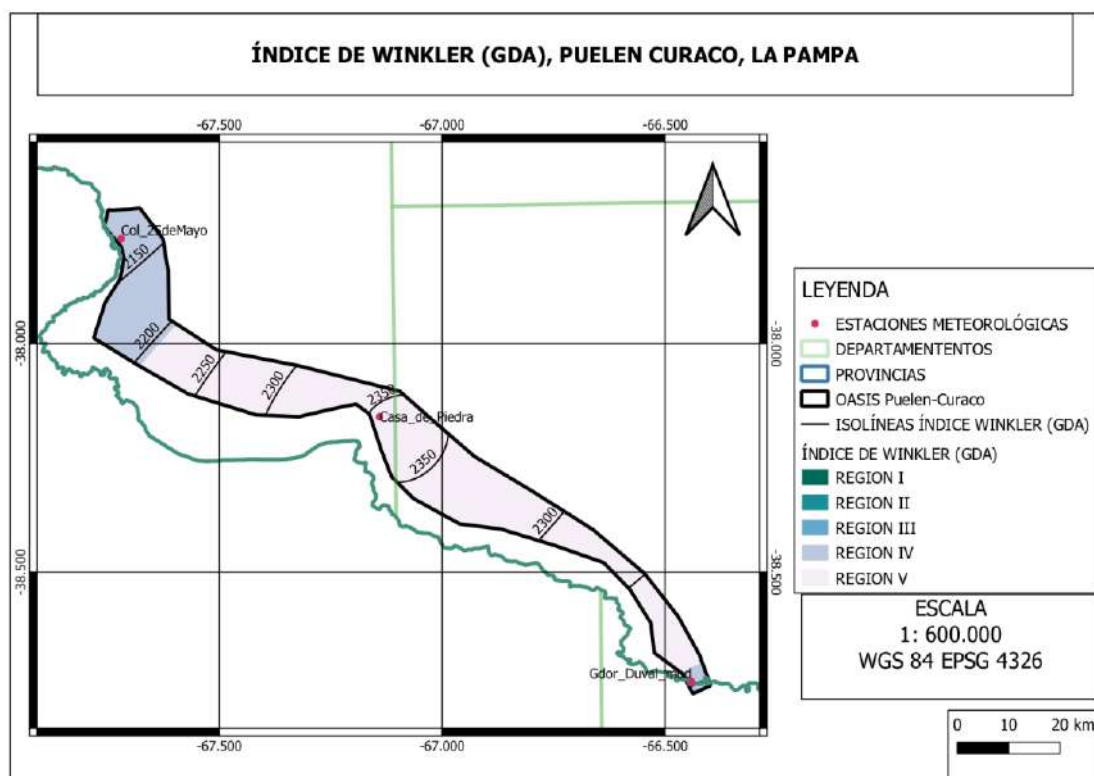 ÍNDICE DE WINKLER (GDA), PUELEN CURACO, LA PAMPA
-67.500 -67.000 -66.500
Col_25deMayo
2150
2200
-38.000 -38.000
2250
2300
2350
Casa_de_Piedra
2350
2300
-38.500 -38.500
Gdor_Duval_mod
-67.500 -67.000 -66.500
LEYENDA
ESTACIONES METEOROLÓGICAS
DEPARTAMENTENTOS
PROVINCIAS
OASIS Puelen-Curaco
ISOLÍNEAS ÍNDICE WINKLER (GDA)
ÍNDICE DE WINKLER (GDA)
REGION I
REGION II
REGION III
REGION IV
REGION V
ESCALA
1: 600.000
WGS 84 EPSG 4326
0 10 20 km